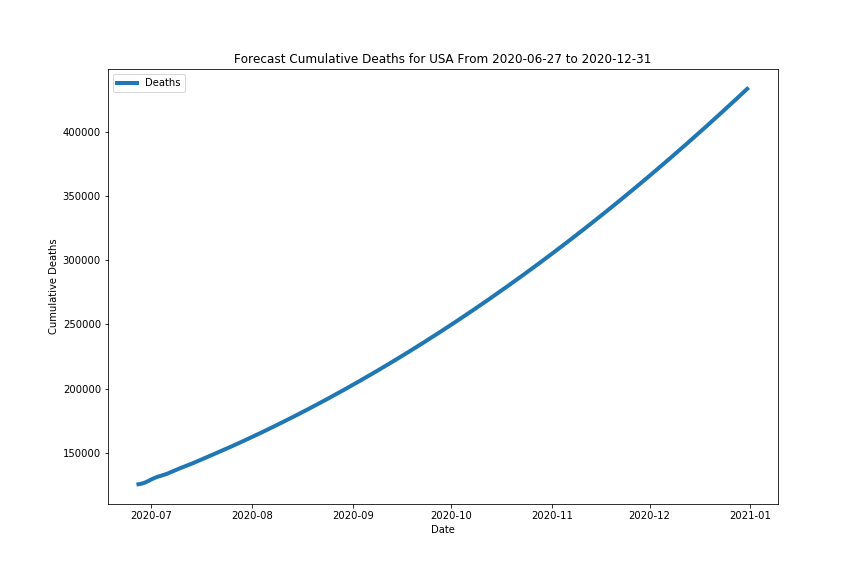 Forecast Cumulative Deaths for USA From 2020-06-27 to 2020-12-31
Deaths
400000
350000
300000
250000
200000
150000
Cumulative Deaths
2020-07 2020-08 2020-09 2020-10 2020-11 2020-12 2021-01
Date